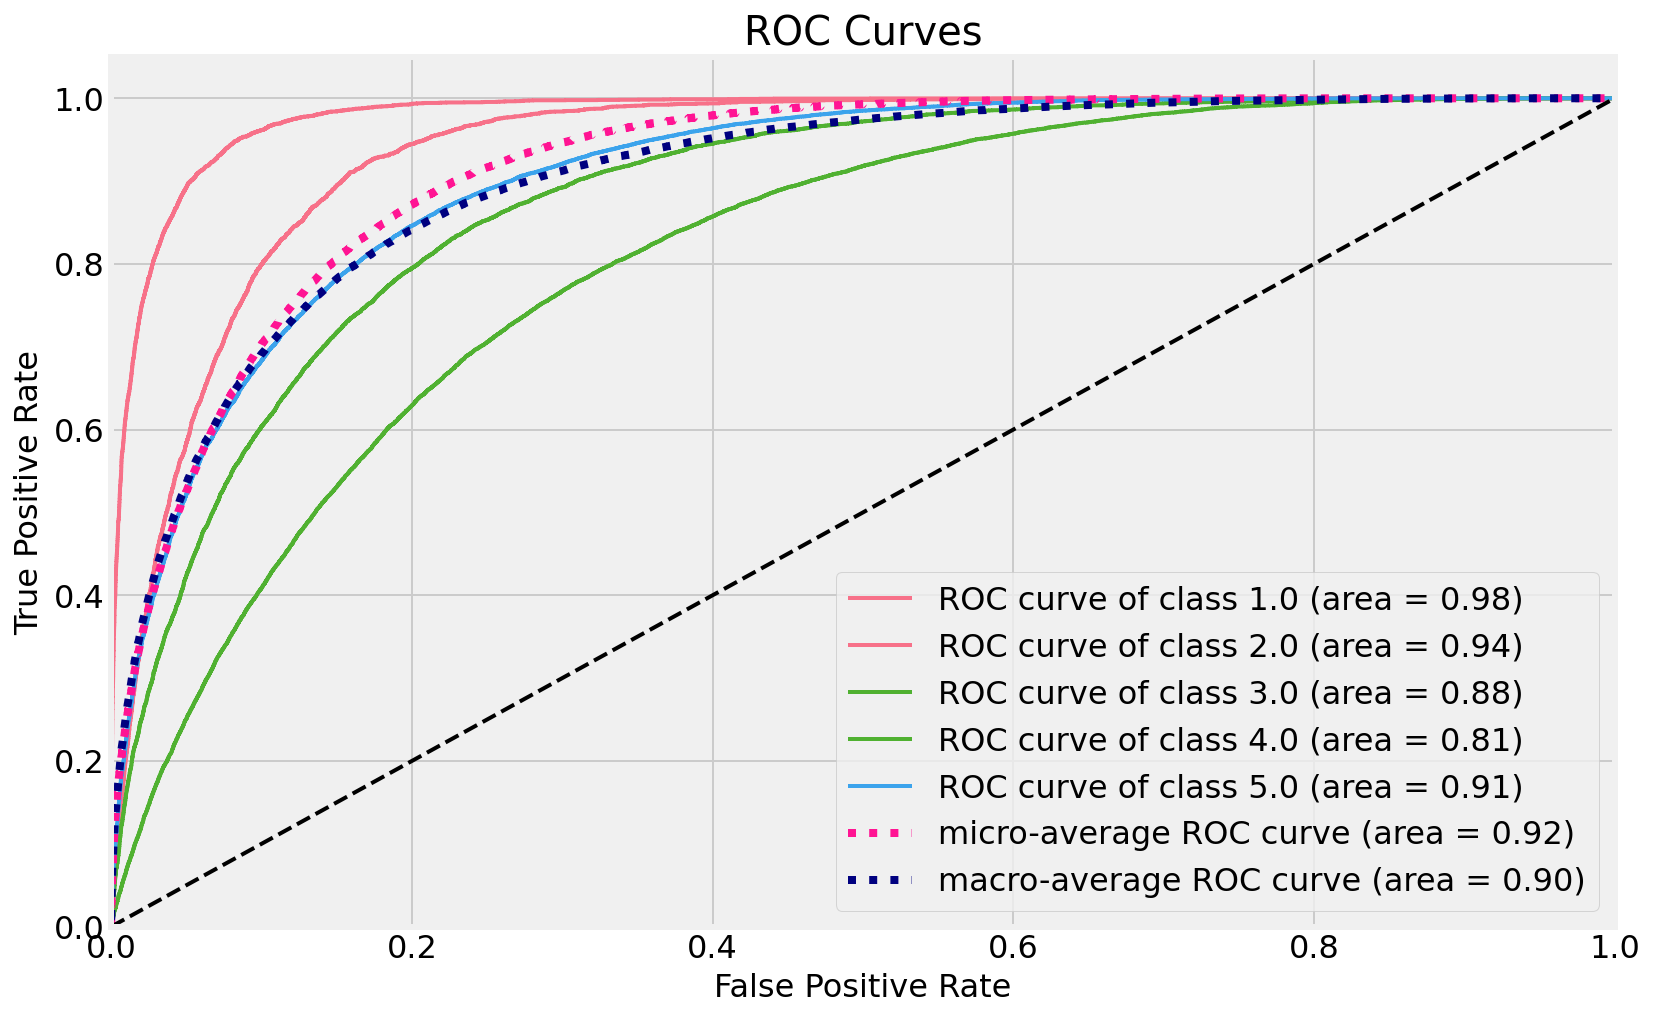 ROC Curves
True Positive Rate
1.0
0.8
0.6
0.4
0.2
0.0
ROC curve of class 1.0 (area = 0.98)
ROC curve of class 2.0 (area = 0.94)
ROC curve of class 3.0 (area = 0.88)
ROC curve of class 4.0 (area = 0.81)
ROC curve of class 5.0 (area = 0.91)
micro-average ROC curve (area = 0.92)
macro-average ROC curve (area = 0.90)
0.0 0.2 0.4 0.6 0.8 1.0
False Positive Rate